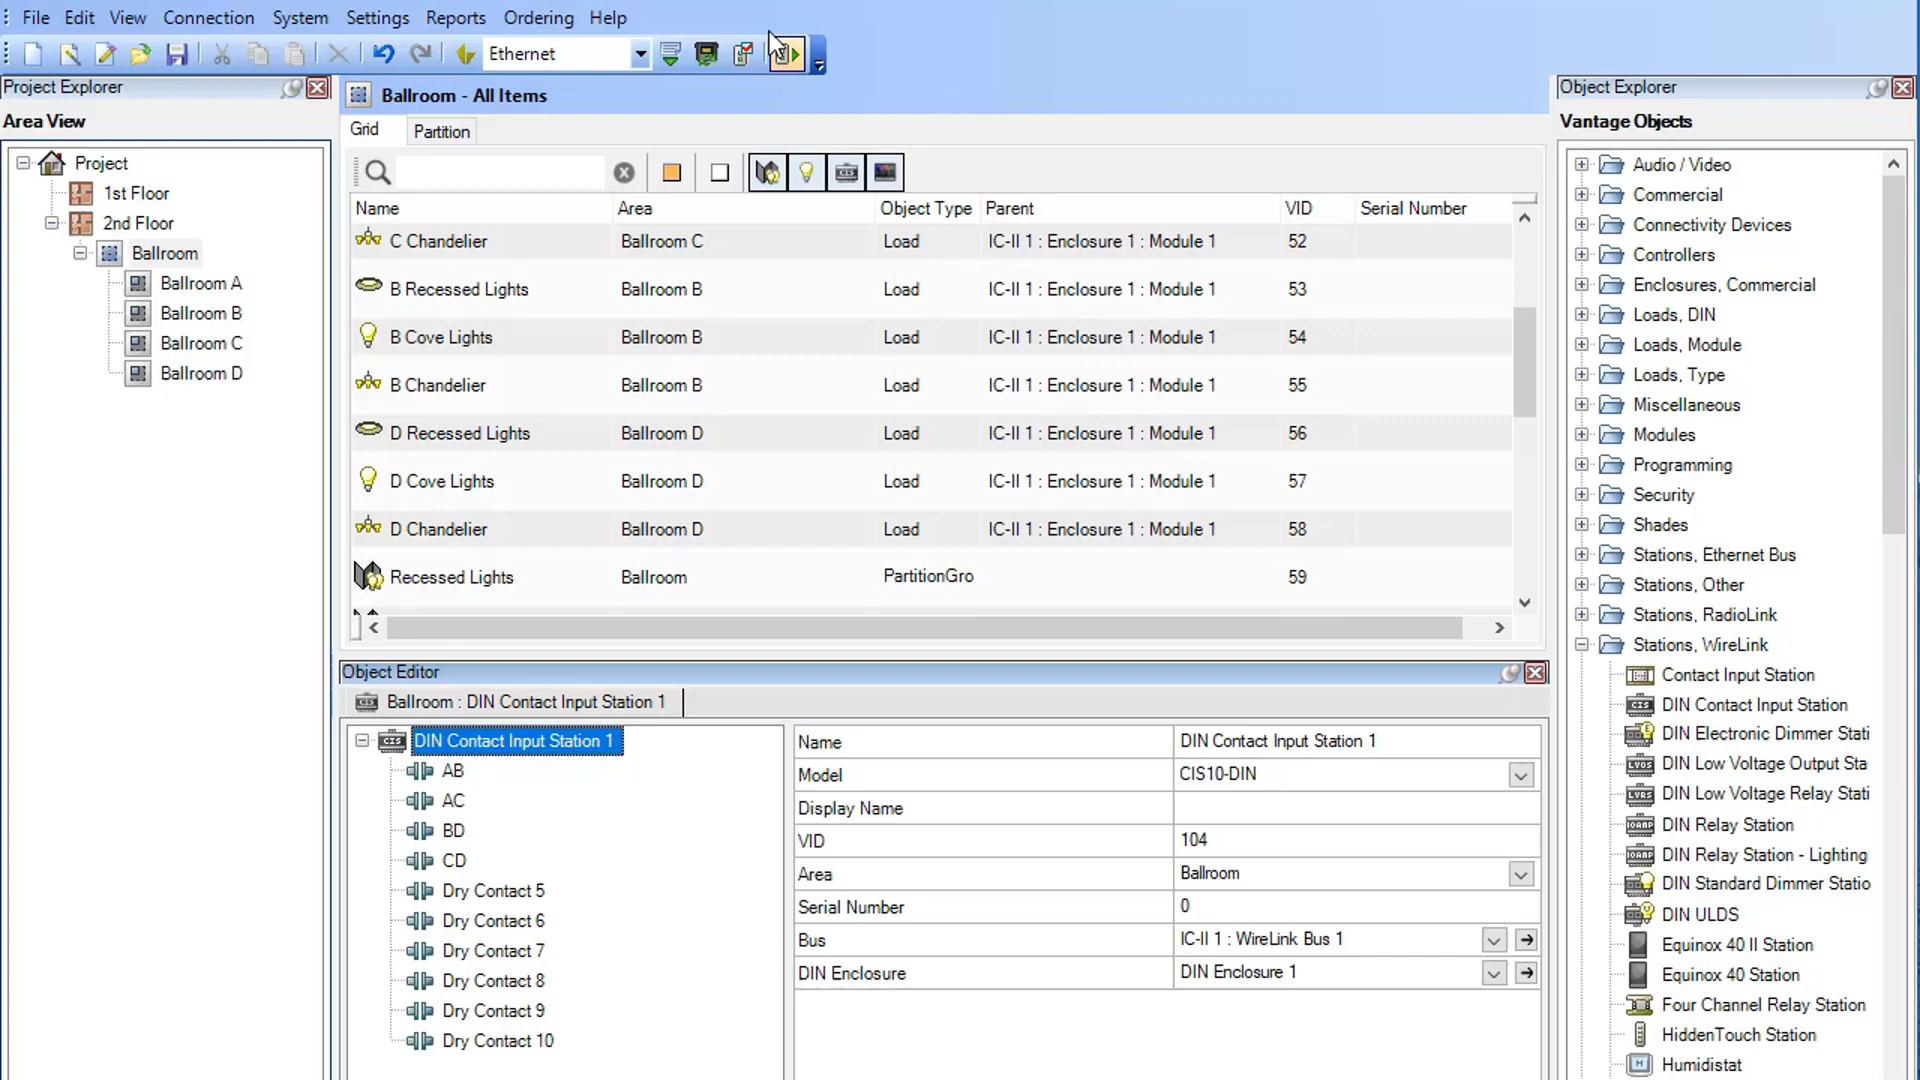 File Edit View Connection System Settings Reports Ordering Help
Ethernet
Project Explorer
Area View
Project
1st Floor
2nd Floor
Ballroom
Ballroom A
Ballroom B
Ballroom C
Ballroom D
Ballroom - All Items
Grid Partition
Name Area Object Type Parent VID Serial Number
C Chandelier Ballroom C Load IC-II 1 : Enclosure 1 : Module 1 52
B Recessed Lights Ballroom B Load IC-II 1 : Enclosure 1 : Module 1 53
B Cove Lights Ballroom B Load IC-II 1 : Enclosure 1 : Module 1 54
B Chandelier Ballroom B Load IC-II 1 : Enclosure 1 : Module 1 55
D Recessed Lights Ballroom D Load IC-II 1 : Enclosure 1 : Module 1 56
D Cove Lights Ballroom D Load IC-II 1 : Enclosure 1 : Module 1 57
D Chandelier Ballroom D Load IC-II 1 : Enclosure 1 : Module 1 58
Recessed Lights Ballroom PartitionGro 59
Object Editor
Ballroom : DIN Contact Input Station 1
DIN Contact Input Station 1
AB
AC
BD
CD
Dry Contact 5
Dry Contact 6
Dry Contact 7
Dry Contact 8
Dry Contact 9
Dry Contact 10
Name DIN Contact Input Station 1
Model CIS10-DIN
Display Name
VID 104
Area Ballroom
Serial Number 0
Bus IC-II 1 : WireLink Bus 1
DIN Enclosure DIN Enclosure 1
Object Explorer
Vantage Objects
Audio / Video
Commercial
Connectivity Devices
Controllers
Enclosures, Commercial
Loads, DIN
Loads, Module
Loads, Type
Miscellaneous
Modules
Programming
Security
Shades
Stations, Ethernet Bus
Stations, Other
Stations, RadioLink
Stations, WireLink
Contact Input Station
DIN Contact Input Station
DIN Electronic Dimmer Stati
DIN Low Voltage Output Sta
DIN Low Voltage Relay Stati
DIN Relay Station
DIN Relay Station - Lighting
DIN Standard Dimmer Statio
DIN ULDS
Equinox 40 II Station
Equinox 40 Station
Four Channel Relay Station
HiddenTouch Station
Humidistat